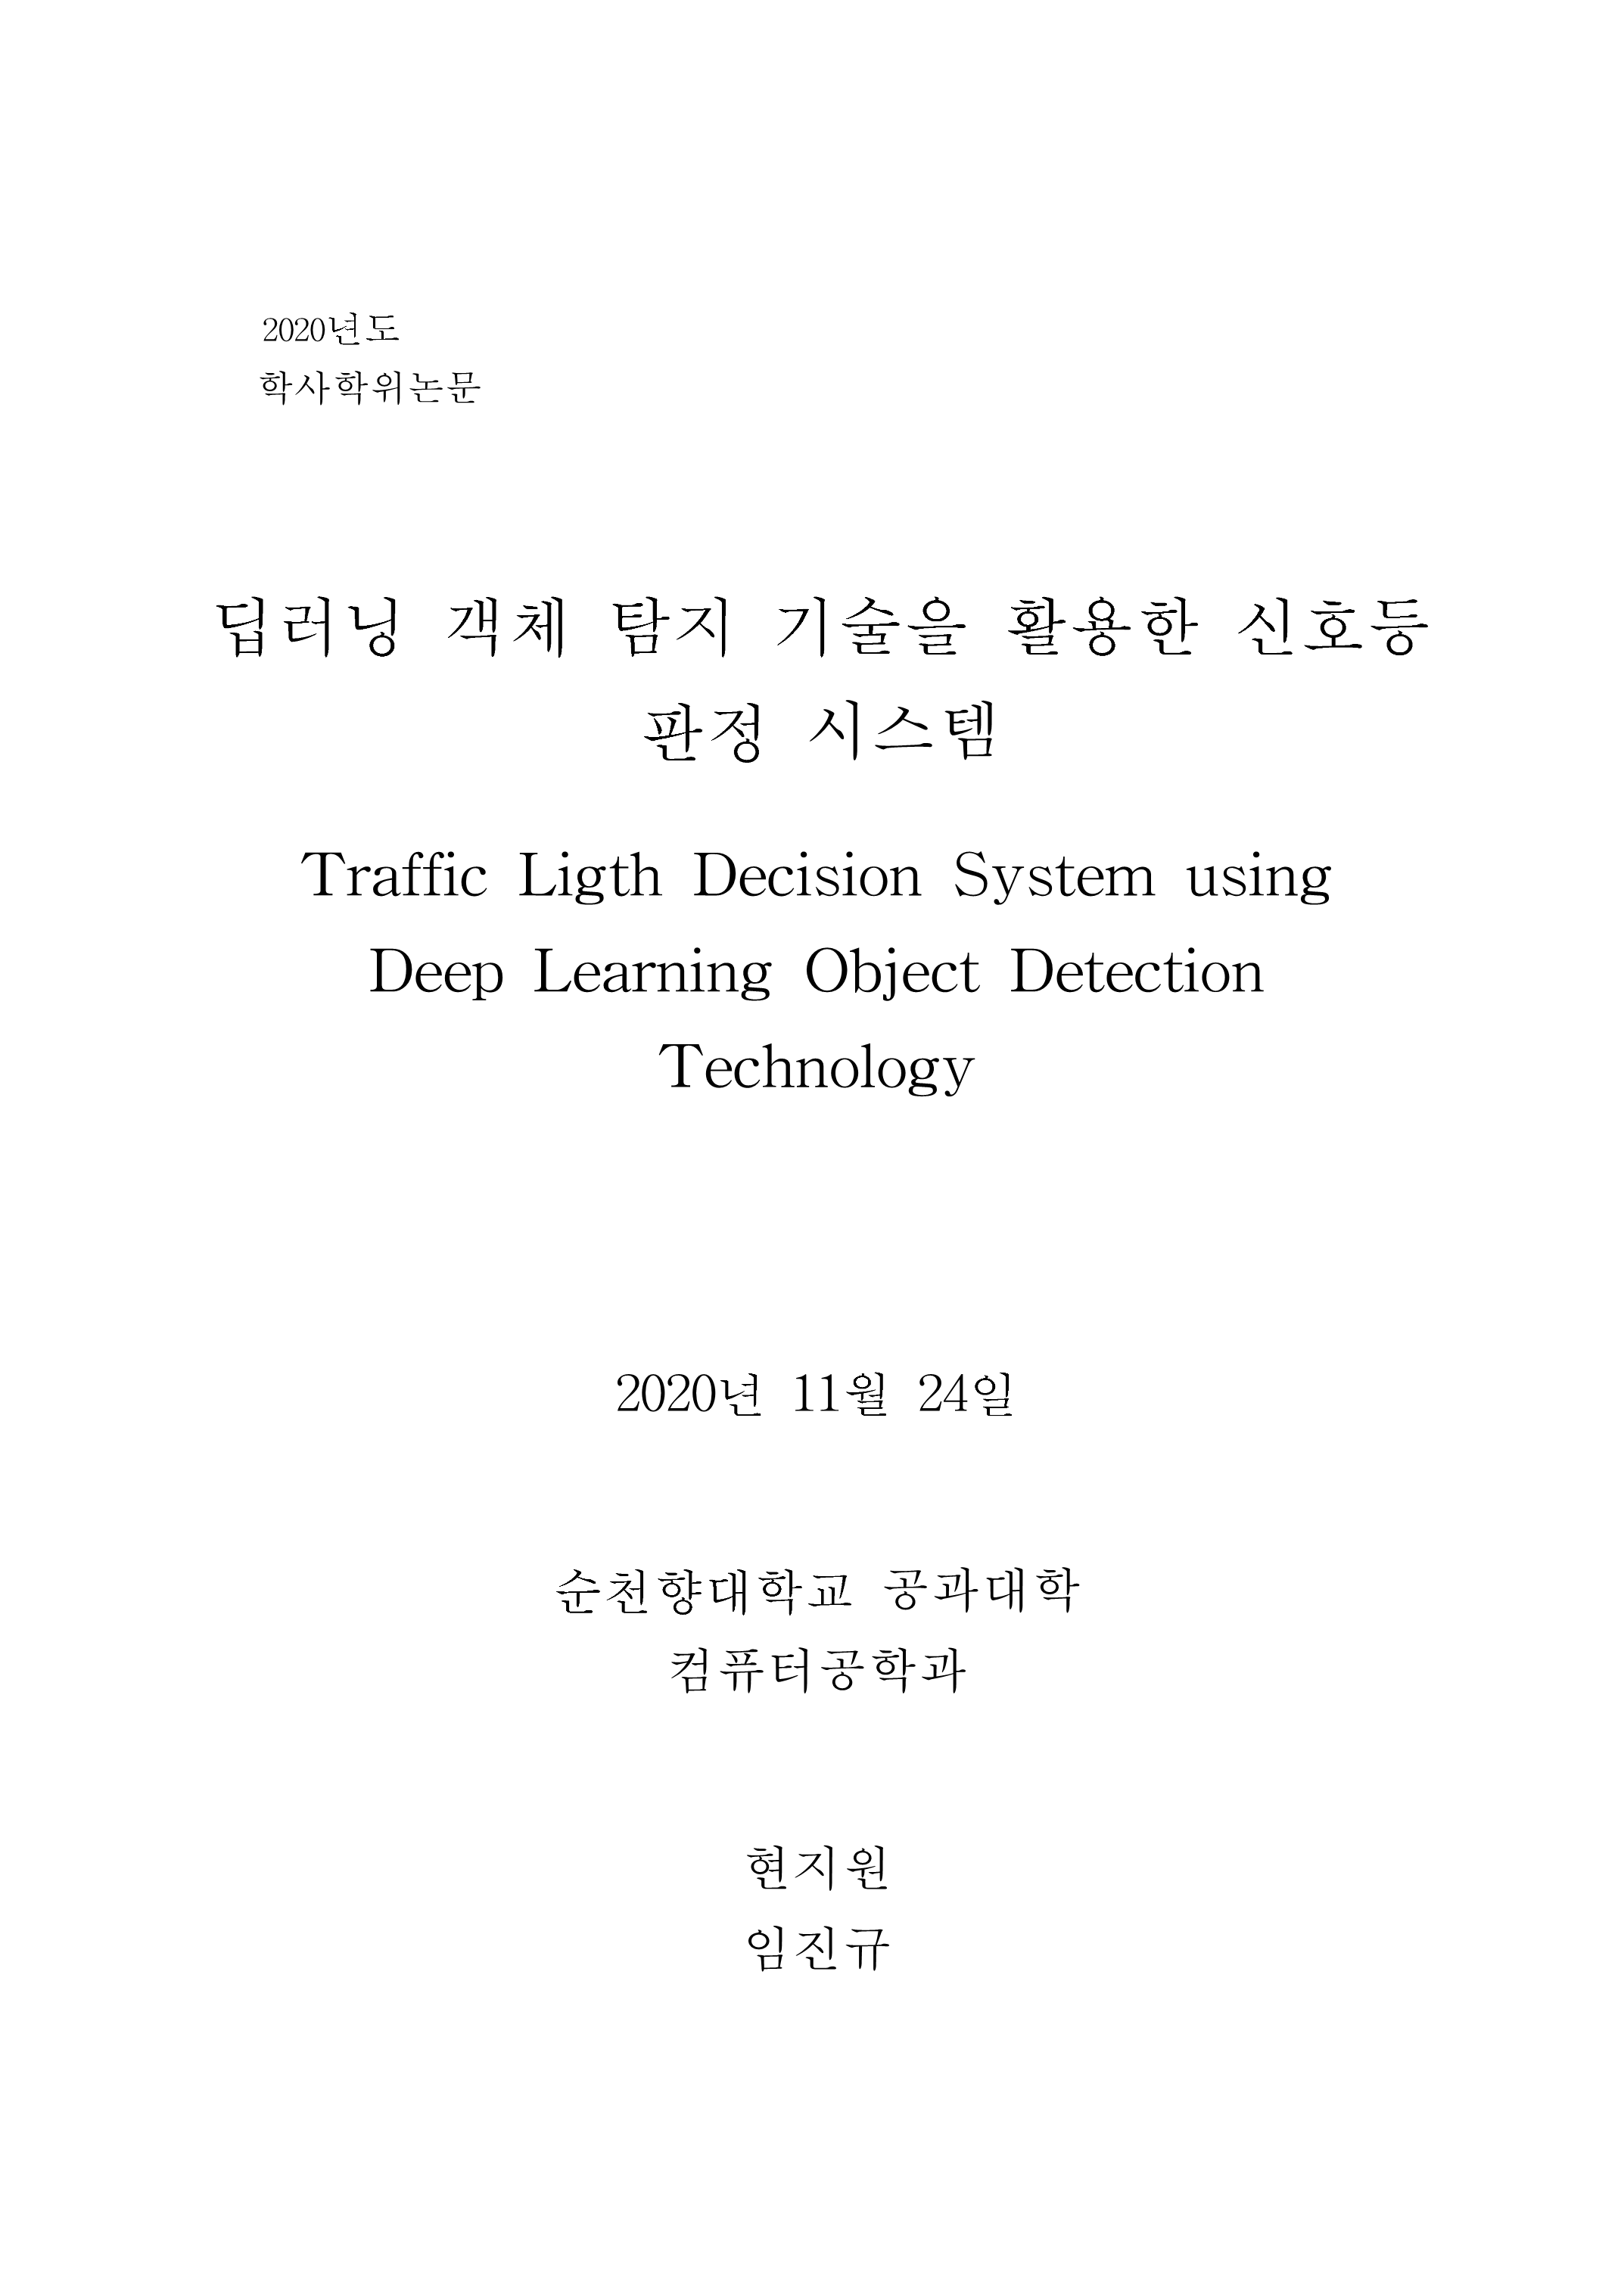 2020년도
학사학위논문
딥러닝 객체 탐지 기술을 활용한 신호등
판정 시스템
Traffic Ligth Decision System using
Deep Learning Object Detection
Technology
2020년 11월 24일
순천향대학교 공과대학
컴퓨터공학과
현지원
임진규